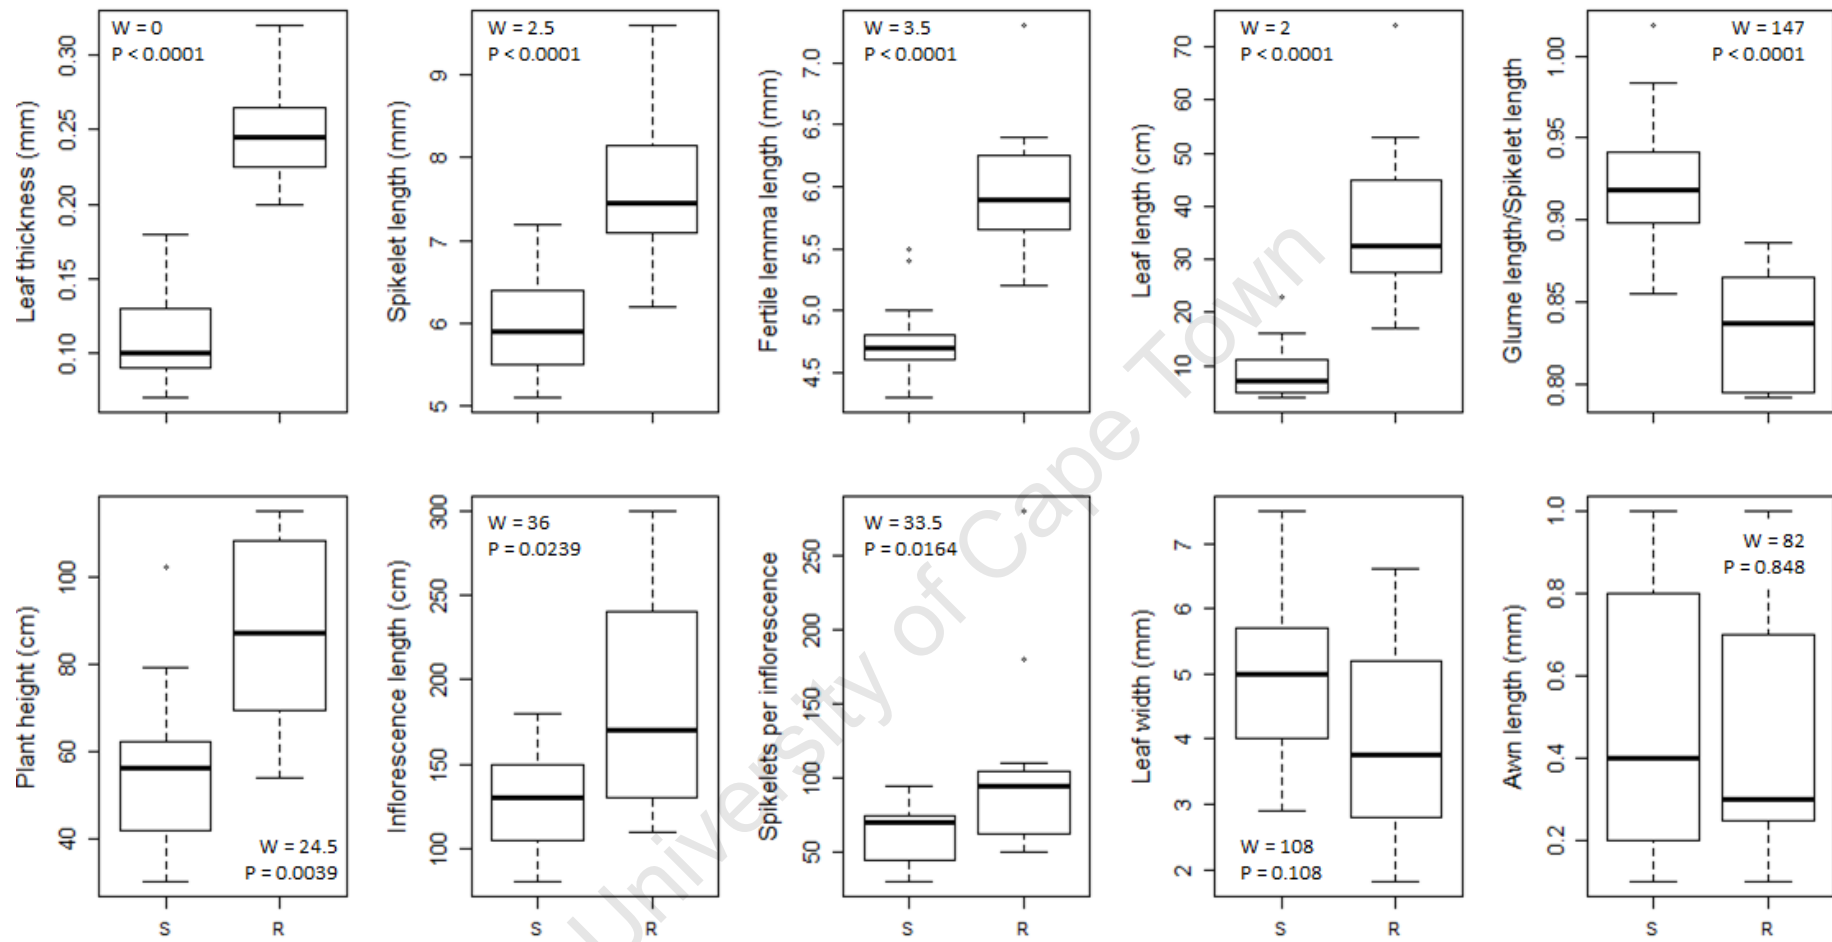 W = 0
P < 0.0001
0.30
0.25
0.20
0.15
0.10
Leaf thickness (mm)
W = 2.5
P < 0.0001
9
8
7
6
5
Spikelet length (mm)
W = 3.5
P < 0.0001
7.0
6.5
6.0
5.5
5.0
4.5
Fertile lemma length (mm)
W = 2
P < 0.0001
70
60
50
40
30
20
10
Leaf length (cm)
W = 147
P < 0.0001
1.00
0.95
0.90
0.85
0.80
Glume length/Spikelet length
100
80
60
40
Plant height (cm)
W = 24.5
P = 0.0039
S
R
W = 36
P = 0.0239
300
250
200
150
100
Inflorescence length (cm)
S
R
W = 33.5
P = 0.0164
250
200
150
100
50
Spikelets per inflorescence
S
R
7
6
5
4
3
2
Leaf width (mm)
W = 108
P = 0.108
S
R
W = 82
P = 0.848
1.0
0.8
0.6
0.4
0.2
Awn length (mm)
S
R
University of Cape Town